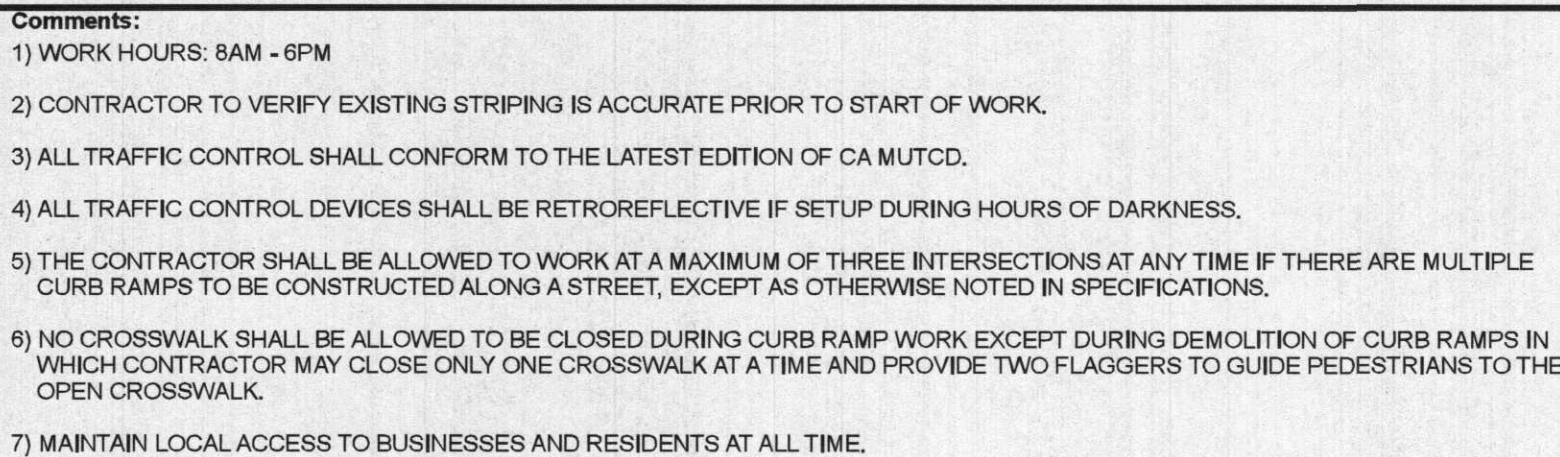 Comments:
1) WORK HOURS: 8AM - 6PM
2) CONTRACTOR TO VERIFY EXISTING STRIPING IS ACCURATE PRIOR TO START OF WORK.
3) ALL TRAFFIC CONTROL SHALL CONFORM TO THE LATEST EDITION OF CA MUTCD.
4) ALL TRAFFIC CONTROL DEVICES SHALL BE RETROREFLECTIVE IF SETUP DURING HOURS OF DARKNESS.
5) THE CONTRACTOR SHALL BE ALLOWED TO WORK AT A MAXIMUM OF THREE INTERSECTIONS AT ANY TIME IF THERE ARE MULTIPLE
CURB RAMPS TO BE CONSTRUCTED ALONG A STREET, EXCEPT AS OTHERWISE NOTED IN SPECIFICATIONS.
6) NO CROSSWALK SHALL BE ALLOWED TO BE CLOSED DURING CURB RAMP WORK EXCEPT DURING DEMOLITION OF CURB RAMPS IN
WHICH CONTRACTOR MAY CLOSE ONLY ONE CROSSWALK AT A TIME AND PROVIDE TWO FLAGGERS TO GUIDE PEDESTRIANS TO THE
OPEN CROSSWALK.
7) MAINTAIN LOCAL ACCESS TO BUSINESSES AND RESIDENTS AT ALL TIME.